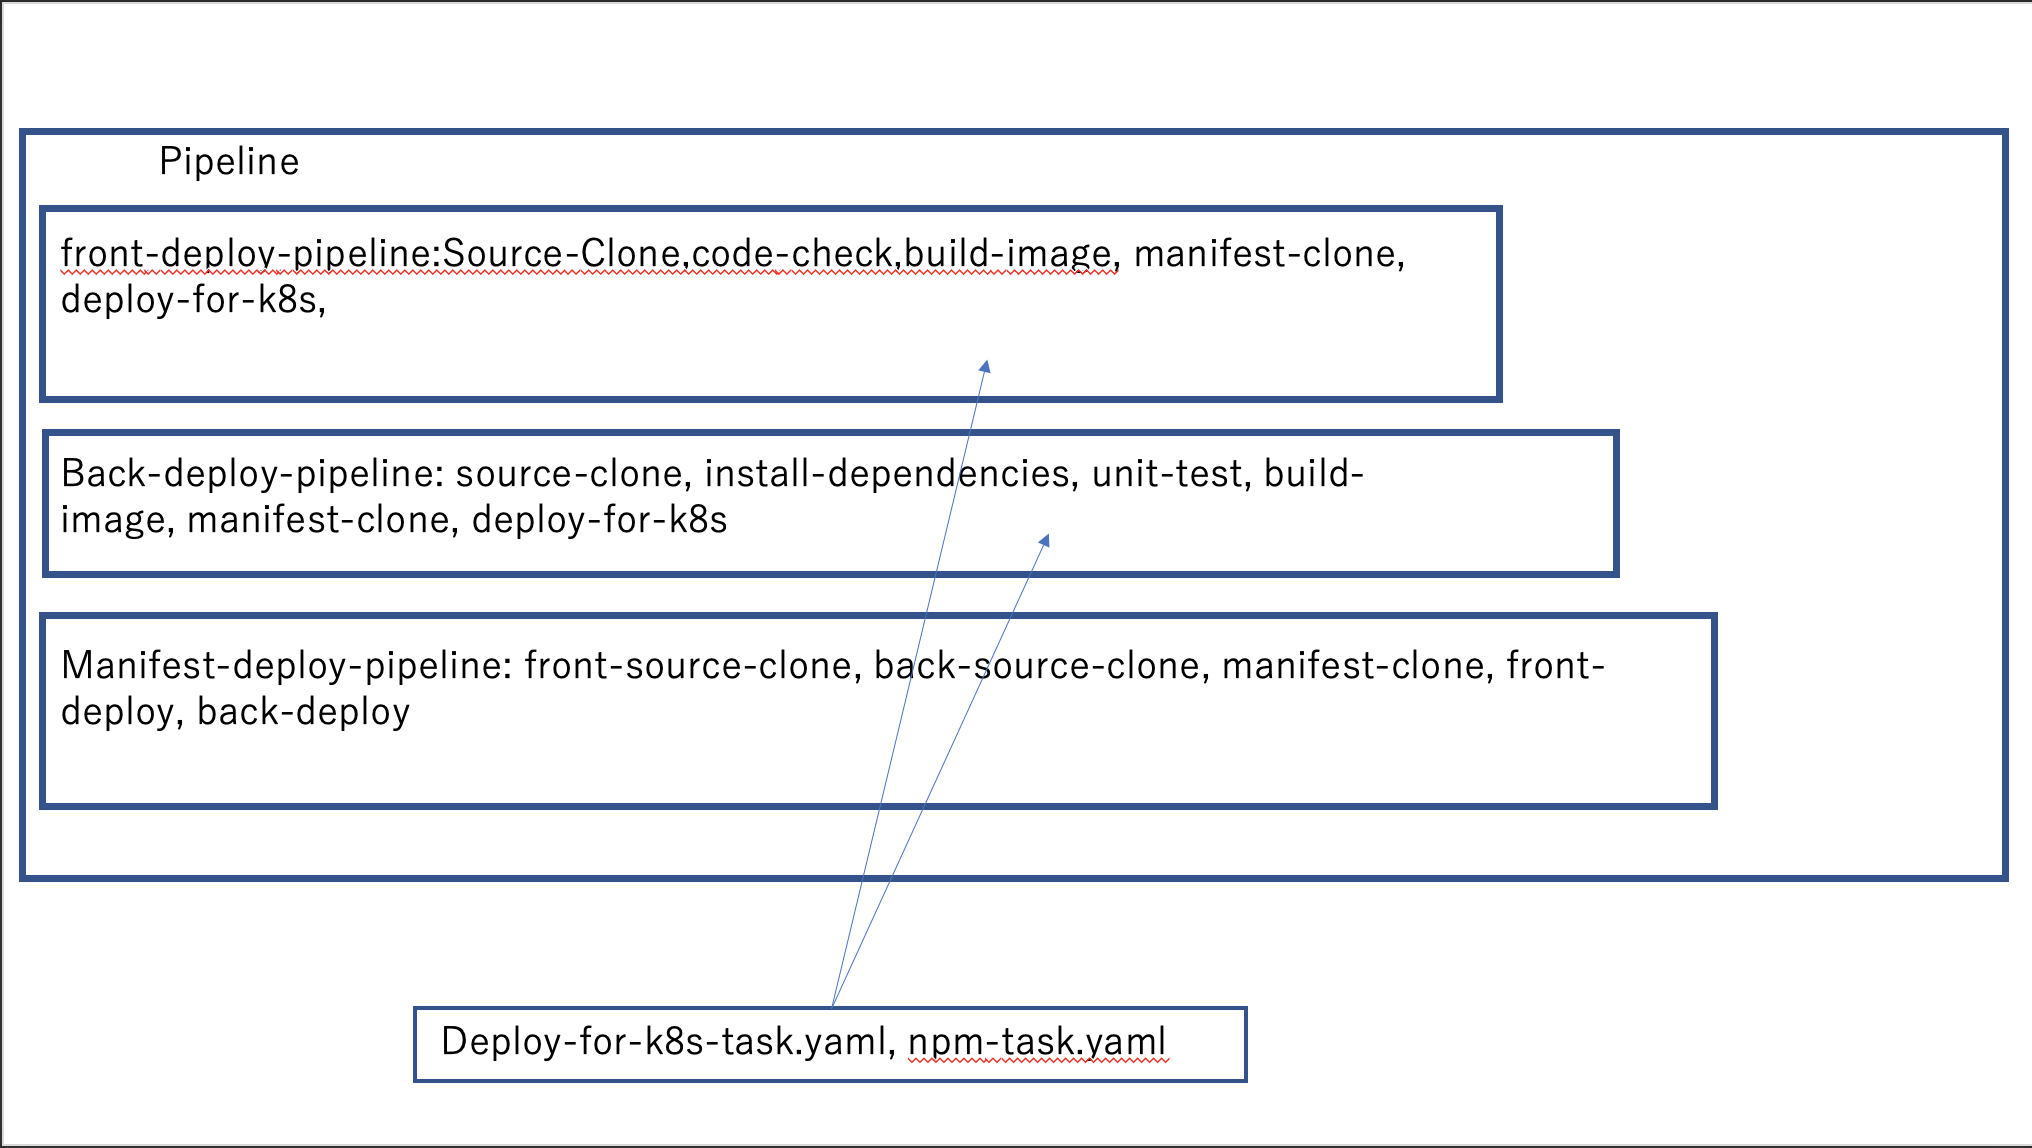 Pipeline
front-deploy-pipeline:Source-Clone,code-check,build-image, manifest-clone,
deploy-for-k8s,
Back-deploy-pipeline: source-clone, install-dependencies, unit-test, build-
image, manifest-clone, deploy-for-k8s
Manifest-deploy-pipeline: front-source-clone, back-source-clone, manifest-clone, front-
deploy, back-deploy
Deploy-for-k8s-task.yaml, npm-task.yaml